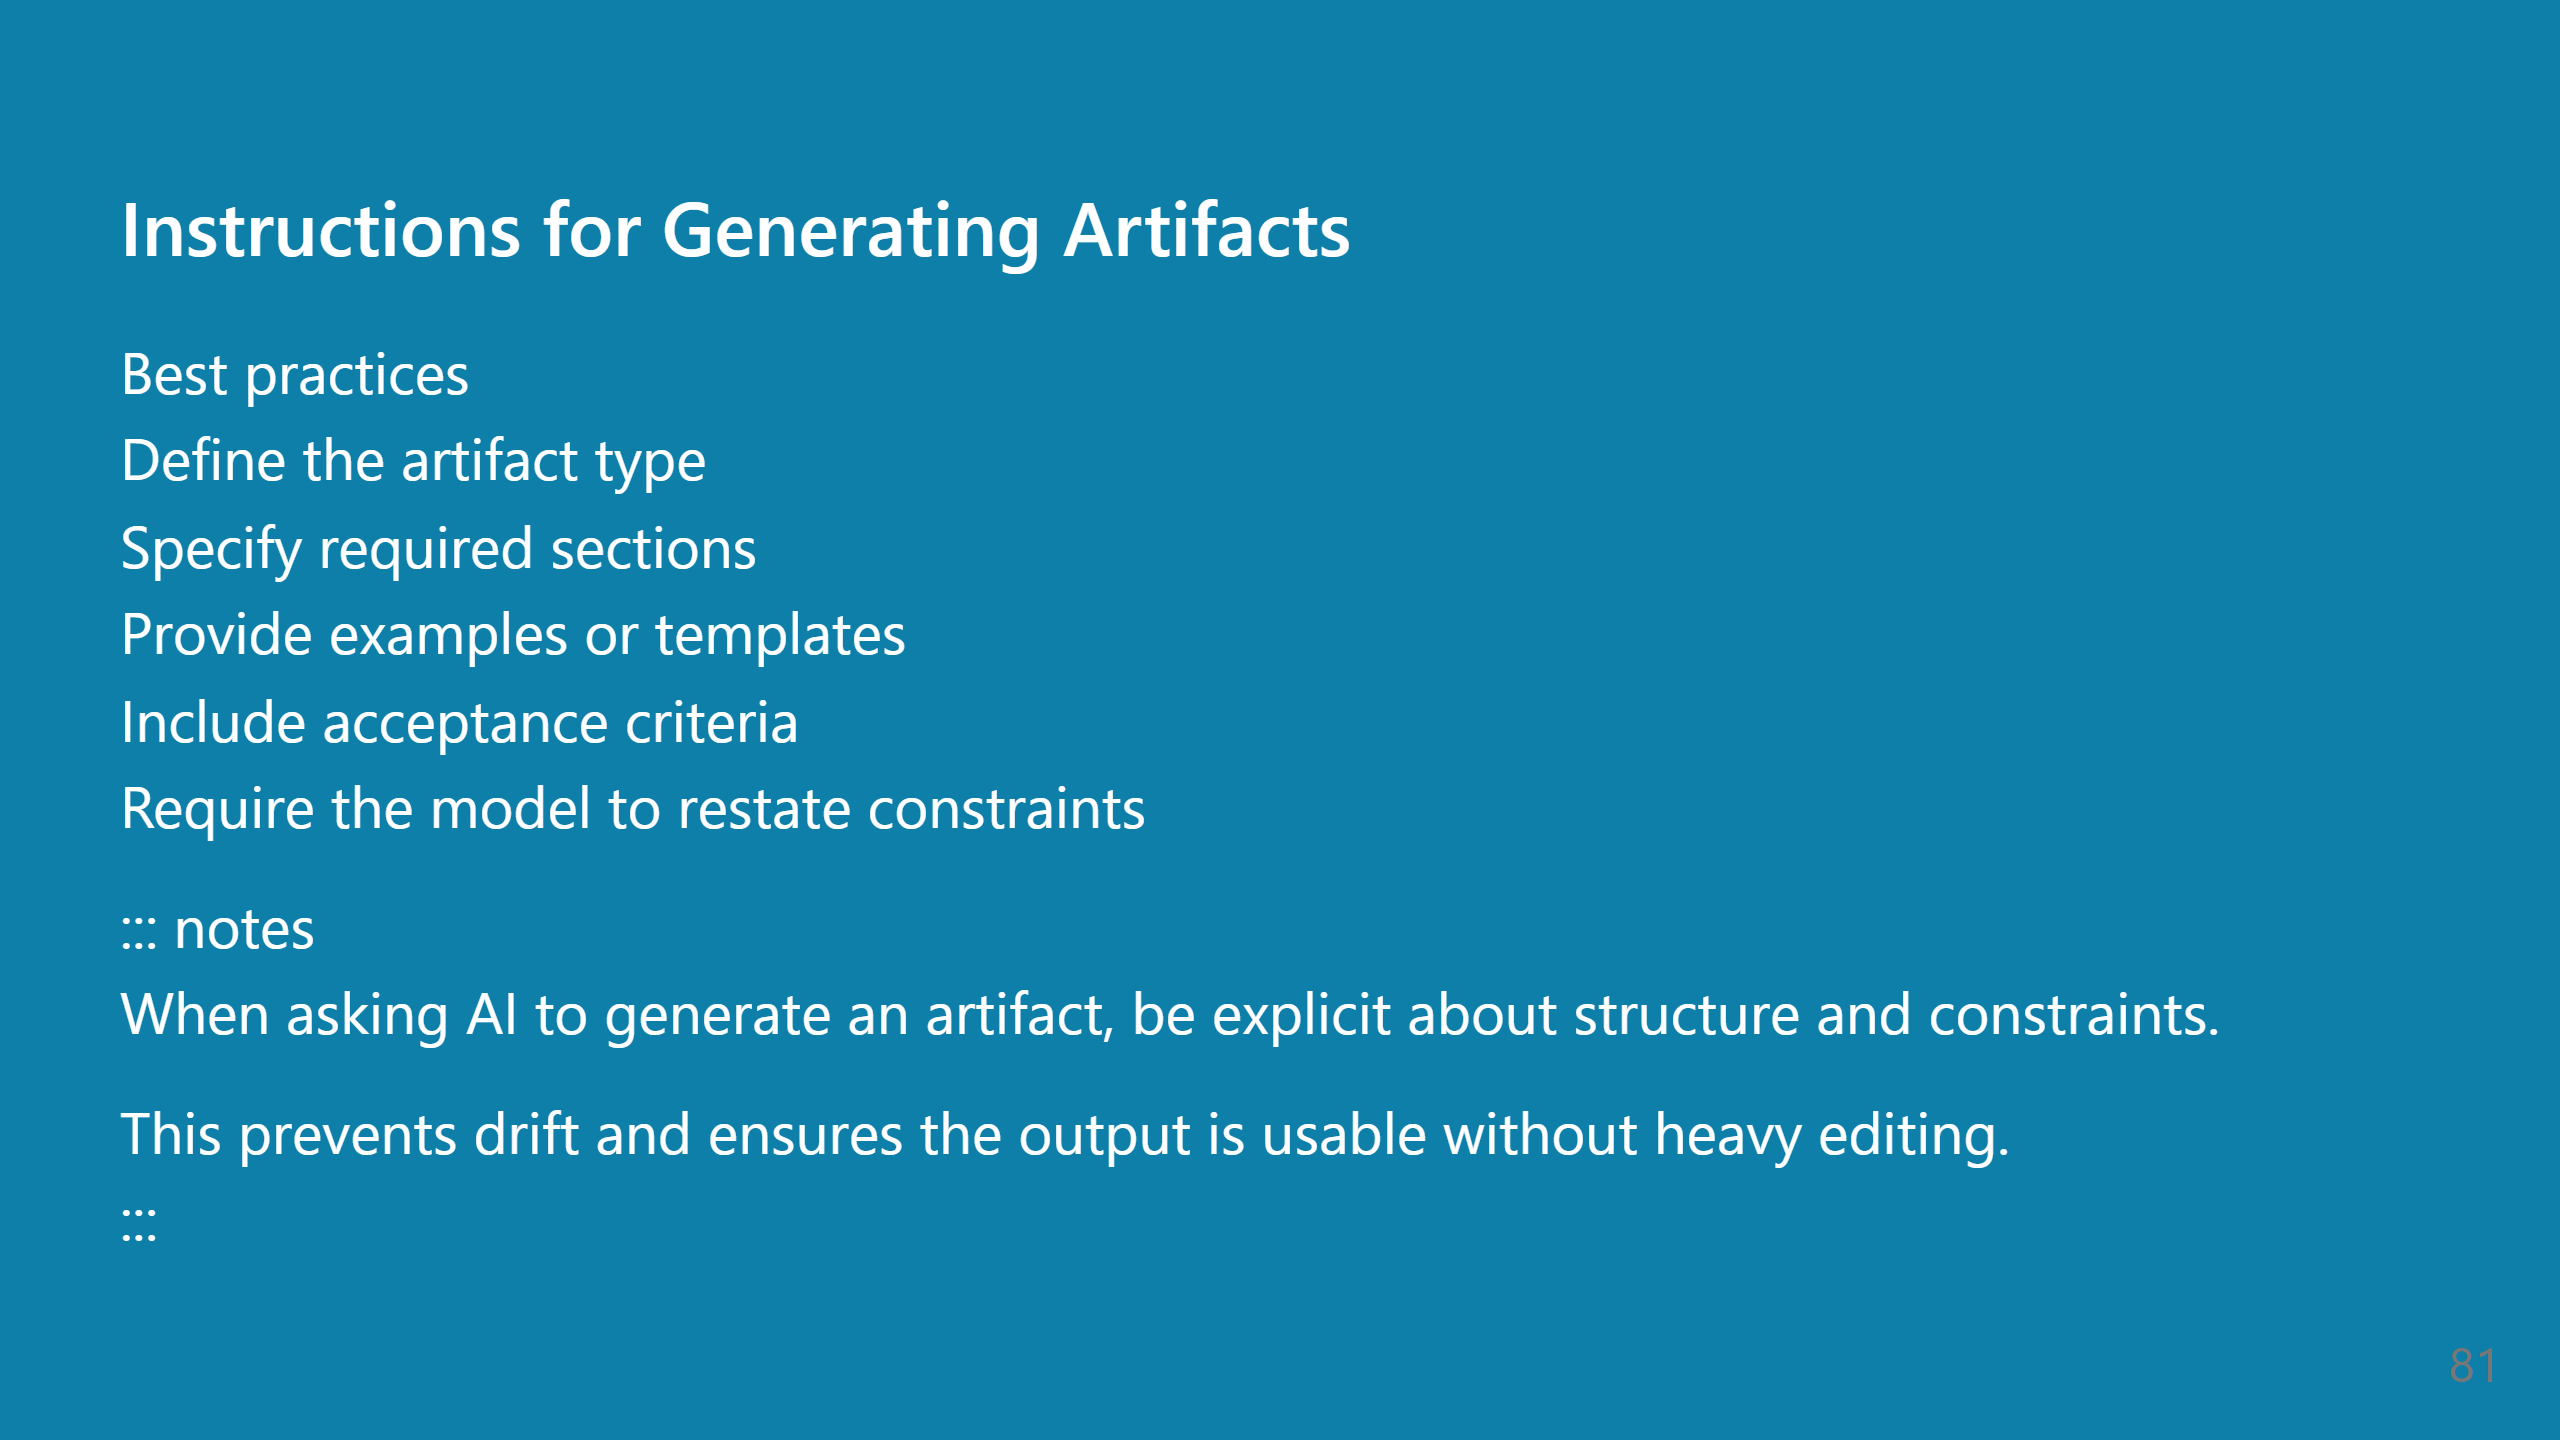 Instructions for Generating Artifacts
Best practices
Define the artifact type
Specify required sections
Provide examples or templates
Include acceptance criteria
Require the model to restate constraints
::: notes
When asking AI to generate an artifact, be explicit about structure and constraints.
This prevents drift and ensures the output is usable without heavy editing.
:::
81